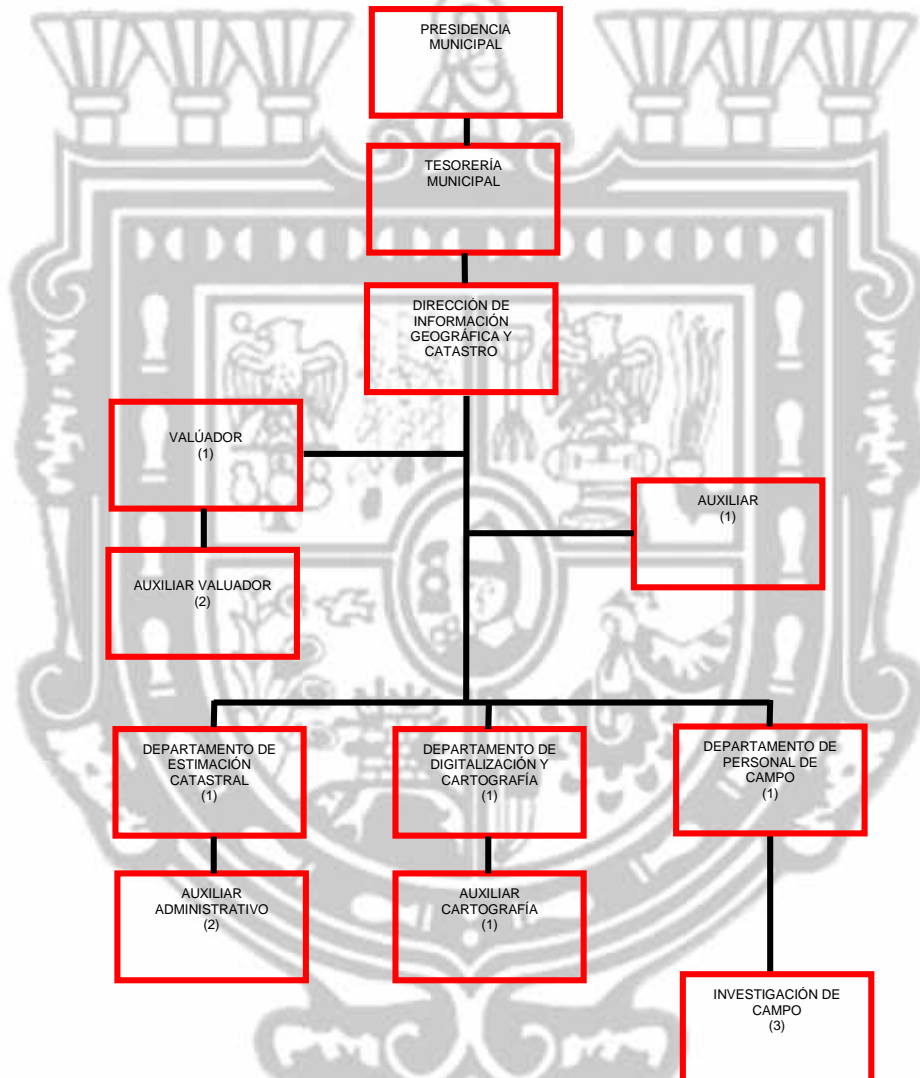 PRESIDENCIA
MUNICIPAL
TESORERÍA
MUNICIPAL
DIRECCIÓN DE
INFORMACIÓN
GEOGRÁFICA Y
CATASTRO
VALÚADOR
(1)
AUXILIAR
(1)
AUXILIAR VALUADOR
(2)
DEPARTAMENTO DE
ESTIMACIÓN
CATASTRAL
(1)
DEPARTAMENTO DE
DIGITALIZACIÓN Y
CARTOGRAFÍA
(1)
DEPARTAMENTO DE
PERSONAL DE
CAMPO
(1)
AUXILIAR
ADMINISTRATIVO
(2)
AUXILIAR
CARTOGRAFÍA
(1)
INVESTIGACIÓN DE
CAMPO
(3)